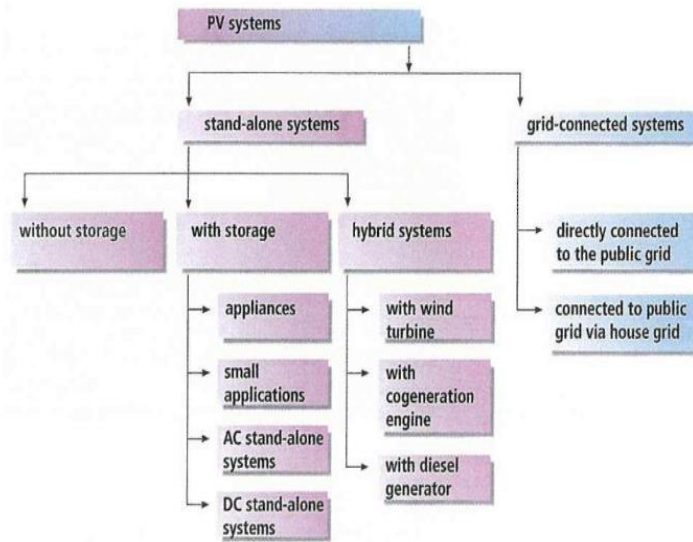 PV systems
stand-alone systems
grid-connected systems
without storage
with storage
hybrid systems
directly connected
to the public grid
appliances
with wind
turbine
connected to public
grid via house grid
small
applications
with
cogeneration
engine
AC stand-alone
systems
with diesel
generator
DC stand-alone
systems